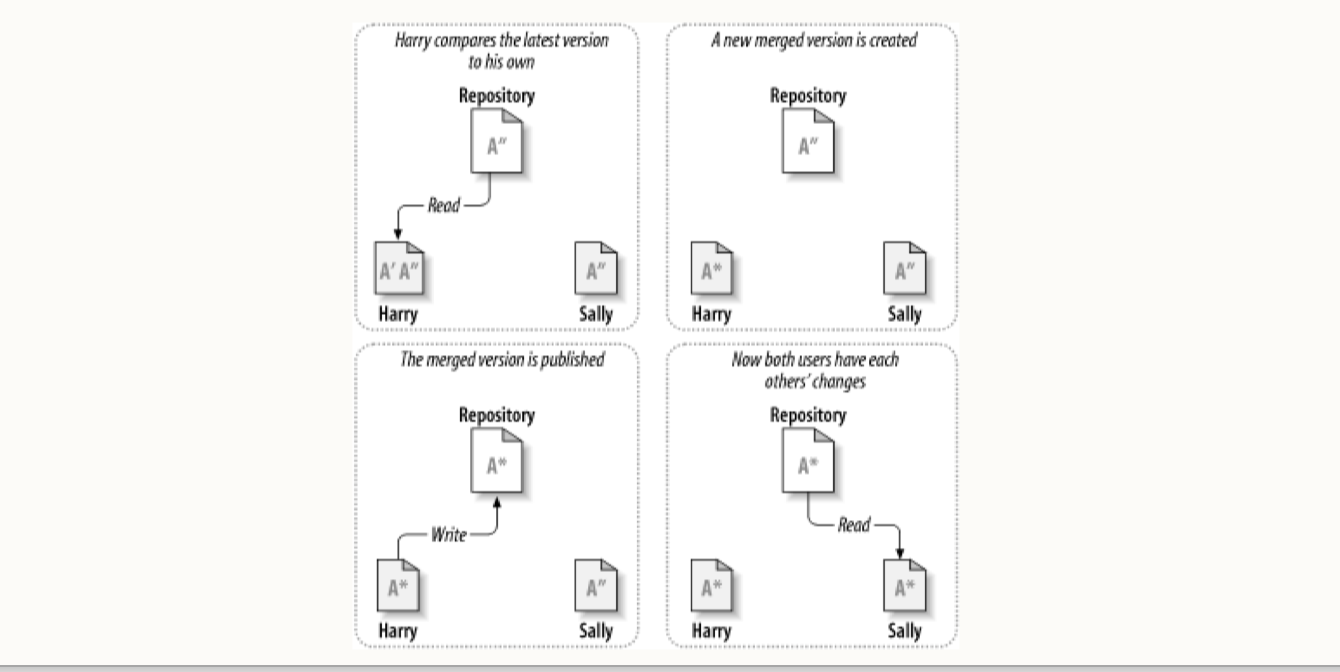 Harry compares the latest version
to his own
Repository
A″
Read
A′ A″
A″
Harry
Sally
A new merged version is created
Repository
A″
A*
A″
Harry
Sally
The merged version is published
Repository
A*
Write
A*
A″
Harry
Sally
Now both users have each
others’ changes
Repository
A*
Read
A*
A*
Harry
Sally